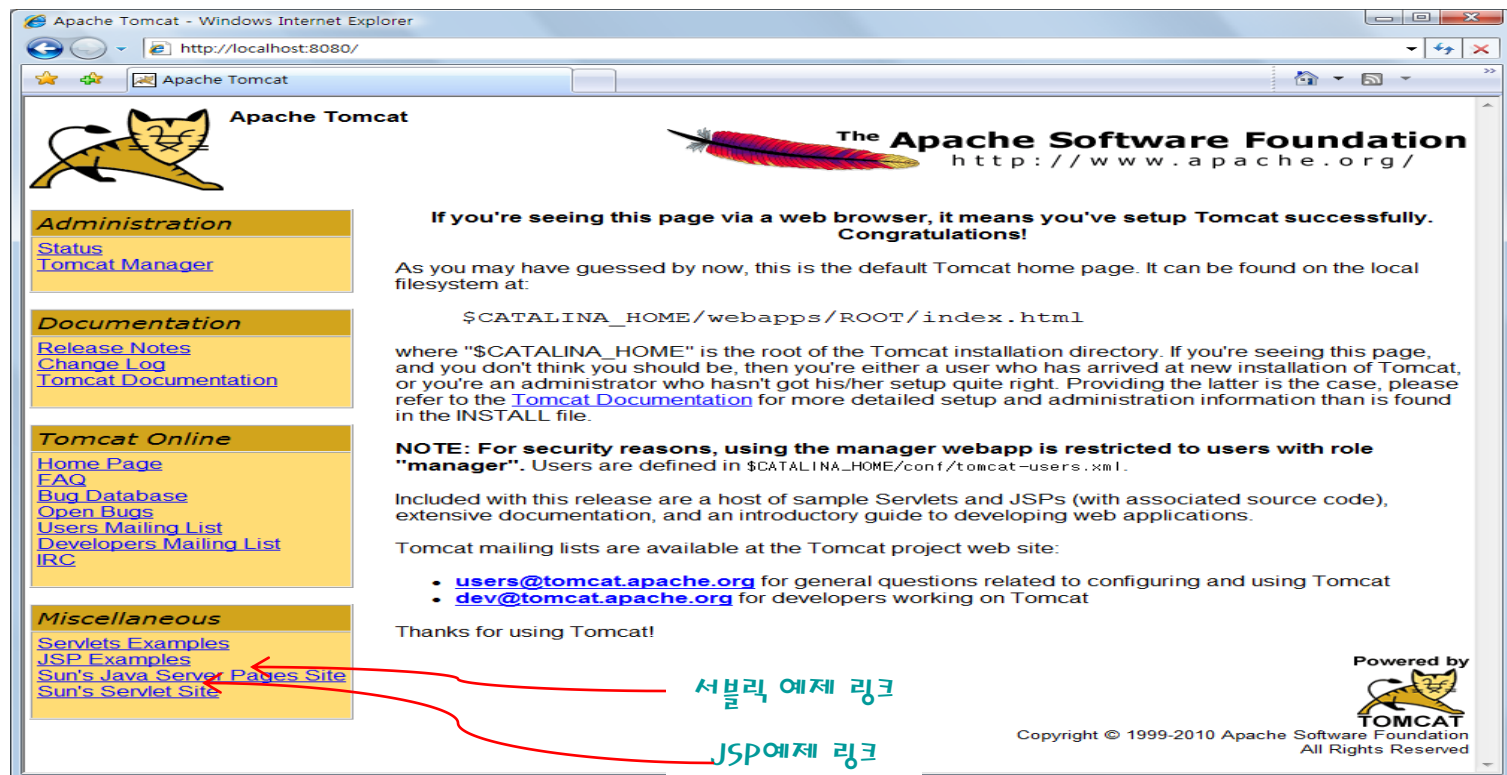 Apache Tomcat - Windows Internet Explorer
http://localhost:8080/
Apache Tomcat
Apache Tomcat
The Apache Software Foundation
http://www.apache.org/
Administration
Status
Tomcat Manager
Documentation
Release Notes
Change Log
Tomcat Documentation
Tomcat Online
Home Page
FAQ
Bug Database
Open Bugs
Users Mailing List
Developers Mailing List
IRC
Miscellaneous
Servlets Examples
JSP Examples
Sun's Java Server Pages Site
Sun's Servlet Site
If you're seeing this page via a web browser, it means you've setup Tomcat successfully.
Congratulations!
As you may have guessed by now, this is the default Tomcat home page. It can be found on the local
filesystem at:
$CATALINA_HOME/webapps/ROOT/index.html
where "$CATALINA_HOME" is the root of the Tomcat installation directory. If you're seeing this page,
and you don't think you should be, then you're either a user who has arrived at new installation of Tomcat,
or you're an administrator who hasn't got his/her setup quite right. Providing the latter is the case, please
refer to the Tomcat Documentation for more detailed setup and administration information than is found
in the INSTALL file.
NOTE: For security reasons, using the manager webapp is restricted to users with role
"manager". Users are defined in $CATALINA_HOME/conf/tomcat-users.xml.
Included with this release are a host of sample Servlets and JSPs (with associated source code),
extensive documentation, and an introductory guide to developing web applications.
Tomcat mailing lists are available at the Tomcat project web site:
• users@tomcat.apache.org for general questions related to configuring and using Tomcat
• dev@tomcat.apache.org for developers working on Tomcat
Thanks for using Tomcat!
서블릿 예제 링크
JSP예제 링크
Powered by
TOMCAT
Copyright © 1999-2010 Apache Software Foundation
All Rights Reserved